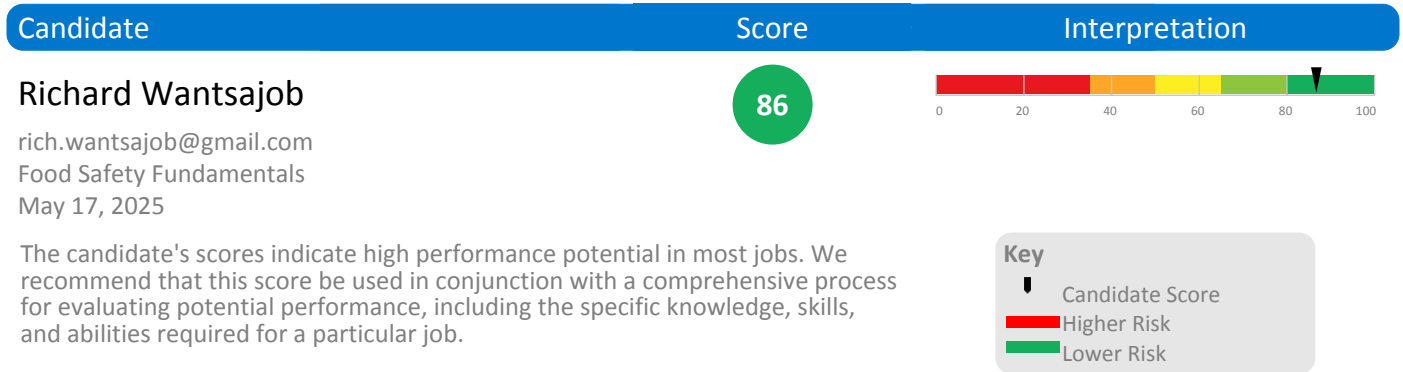 Candidate Score Interpretation
Richard Wantsajob
86
0 20 40 60 80 100
rich.wantsajob@gmail.com
Food Safety Fundamentals
May 17, 2025
The candidate's scores indicate high performance potential in most jobs. We
recommend that this score be used in conjunction with a comprehensive process
for evaluating potential performance, including the specific knowledge, skills,
and abilities required for a particular job.
Key
Candidate Score
Higher Risk
Lower Risk